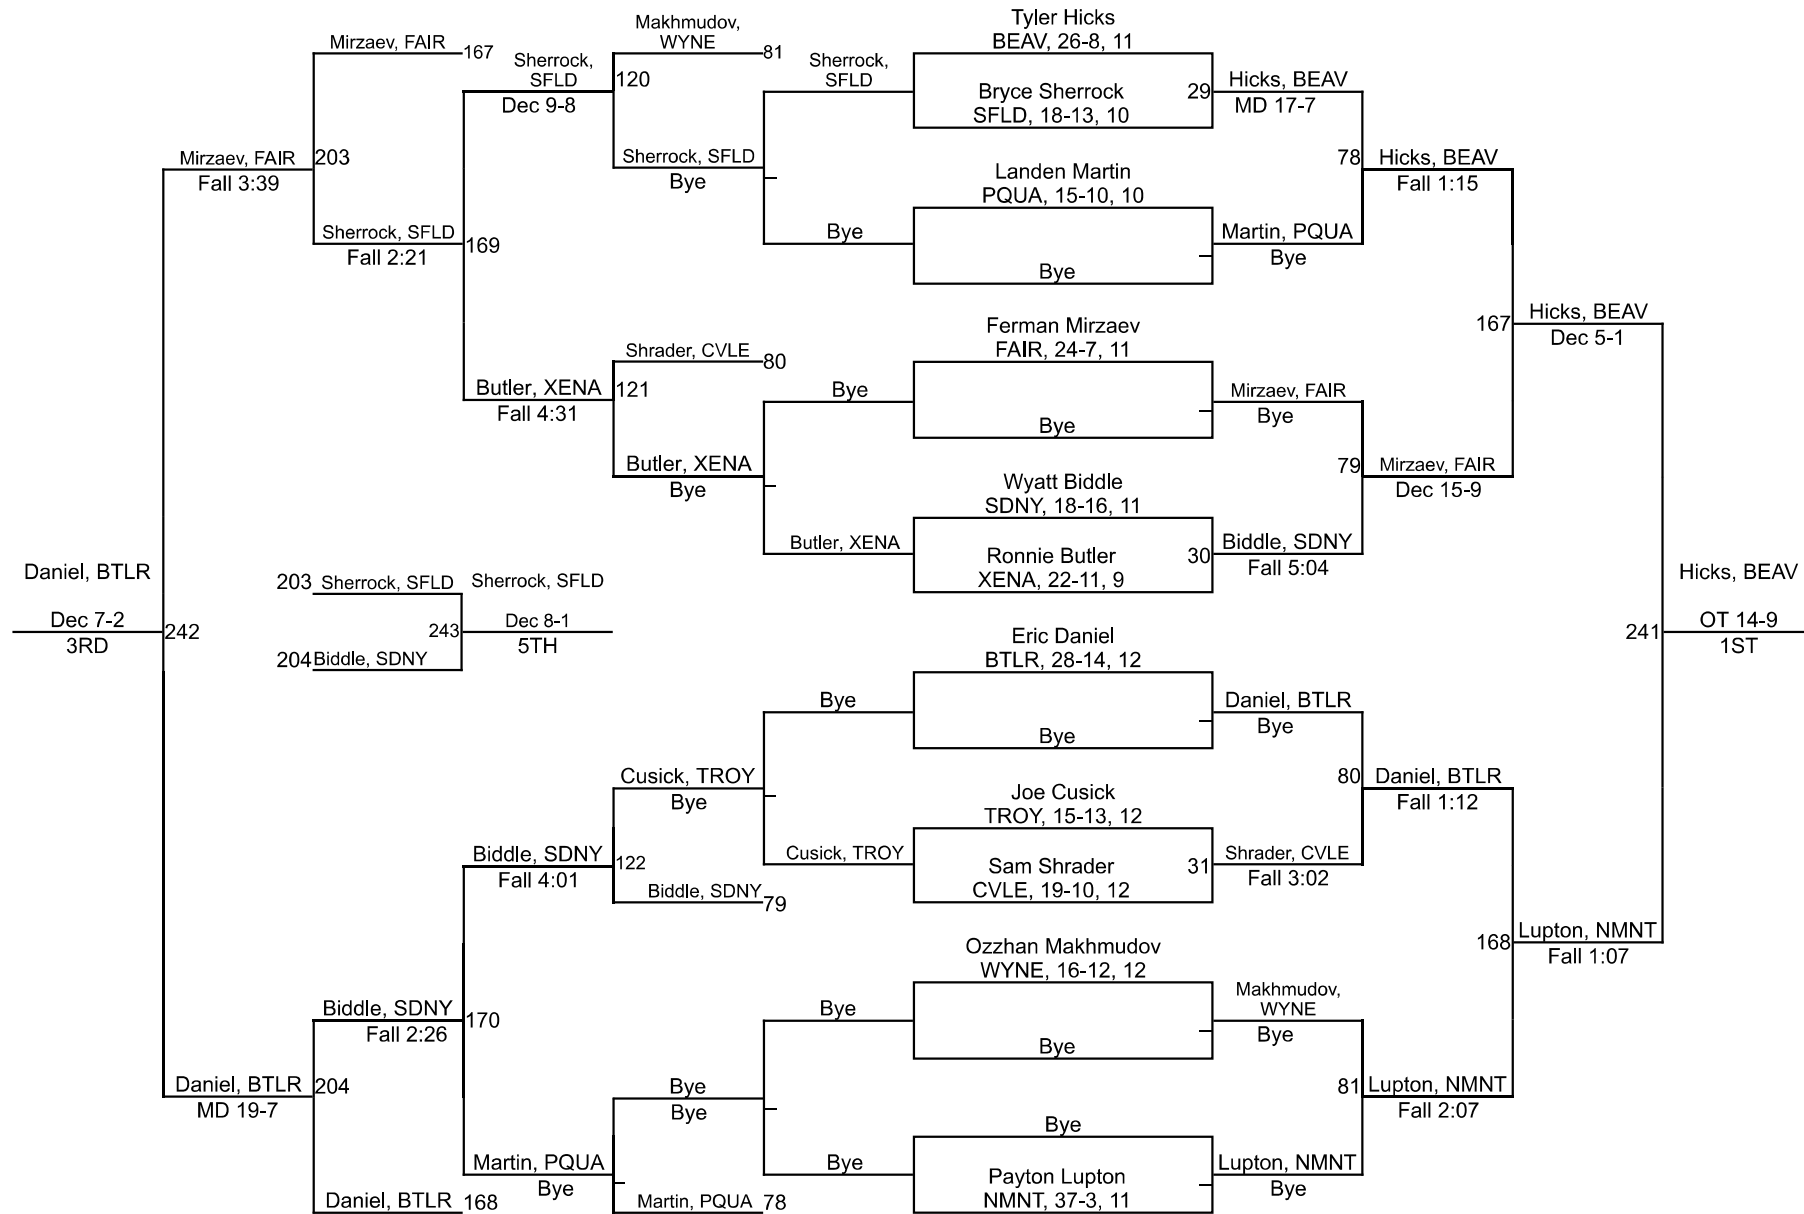 Mirzaev, FAIR
167
Sherrock,
SFLD
Dec 9-8
Makhmudov,
WYNE
81
120
Sherrock, SFLD
Bye
Mirzaev, FAIR
Fall 3:39
203
Sherrock, SFLD
Fall 2:21
169
Shrader, CVLE
80
Butler, XENA
Fall 4:31
121
Butler, XENA
Bye
Sherrock,
SFLD
Bye
Bye
Butler, XENA
Tyler Hicks
BEAV, 26-8, 11
Bryce Sherrock
SFLD, 18-13, 10
29
Landen Martin
PQUA, 15-10, 10
Bye
Ferman Mirzaev
FAIR, 24-7, 11
Bye
Wyatt Biddle
SDNY, 18-16, 11
Ronnie Butler
XENA, 22-11, 9
30
Hicks, BEAV
MD 17-7
78
Martin, PQUA
Bye
Hicks, BEAV
Fall 1:15
Mirzaev, FAIR
Bye
79
Biddle, SDNY
Fall 5:04
Mirzaev, FAIR
Dec 15-9
167
Hicks, BEAV
Dec 5-1
Daniel, BTLR
Dec 7-2
3RD
242
203
Sherrock, SFLD
204
Biddle, SDNY
243
Sherrock, SFLD
Dec 8-1
5TH
241
Hicks, BEAV
OT 14-9
1ST
Bye
Cusick, TROY
Bye
Cusick, TROY
Biddle, SDNY
Fall 4:01
122
Biddle, SDNY
79
Biddle, SDNY
Fall 2:26
170
Daniel, BTLR
MD 19-7
204
Daniel, BTLR
168
Martin, PQUA
Bye
Bye
Bye
Martin, PQUA
78
Bye
Bye
Eric Daniel
BTLR, 28-14, 12
Bye
Joe Cusick
TROY, 15-13, 12
Sam Shrader
CVLE, 19-10, 12
31
Ozzhan Makhmudov
WYNE, 16-12, 12
Bye
Bye
Payton Lupton
NMNT, 37-3, 11
Daniel, BTLR
Bye
80
Shrader, CVLE
Fall 3:02
Daniel, BTLR
Fall 1:12
Makhmudov,
WYNE
Bye
81
Lupton, NMNT
Bye
Lupton, NMNT
Fall 2:07
168
Lupton, NMNT
Fall 1:07